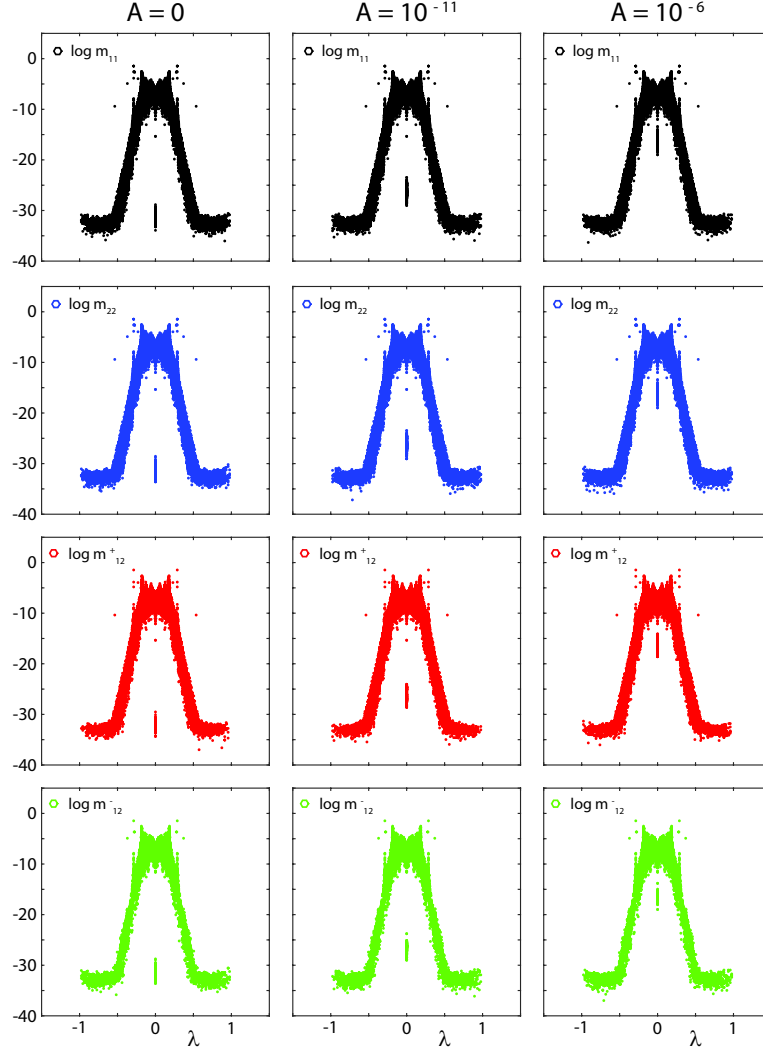 A = 0 A = 10⁻¹¹ A = 10⁻⁶
0 log m₁₁ log m₁₁ log m₁₁
-10
-20
-30
-40
0 log m₂₂ log m₂₂ log m₂₂
-10
-20
-30
-40
0 log m⁺₁₂ log m⁺₁₂ log m⁺₁₂
-10
-20
-30
-40
0 log m⁻₁₂ log m⁻₁₂ log m⁻₁₂
-10
-20
-30
-40
-1 0 λ 1 -1 0 λ 1 -1 0 λ 1